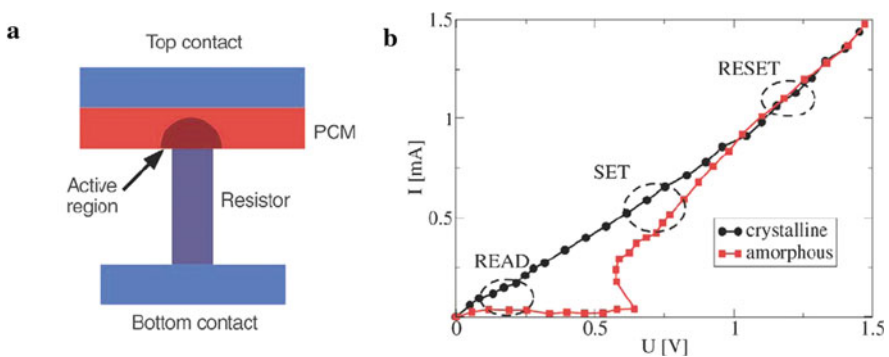 a
Top contact
PCM
Active
region
Resistor
Bottom contact
b
1.5
1
0.5
0
I [mA]
RESET
SET
READ
crystalline
amorphous
0
0.5
1
1.5
U [V]